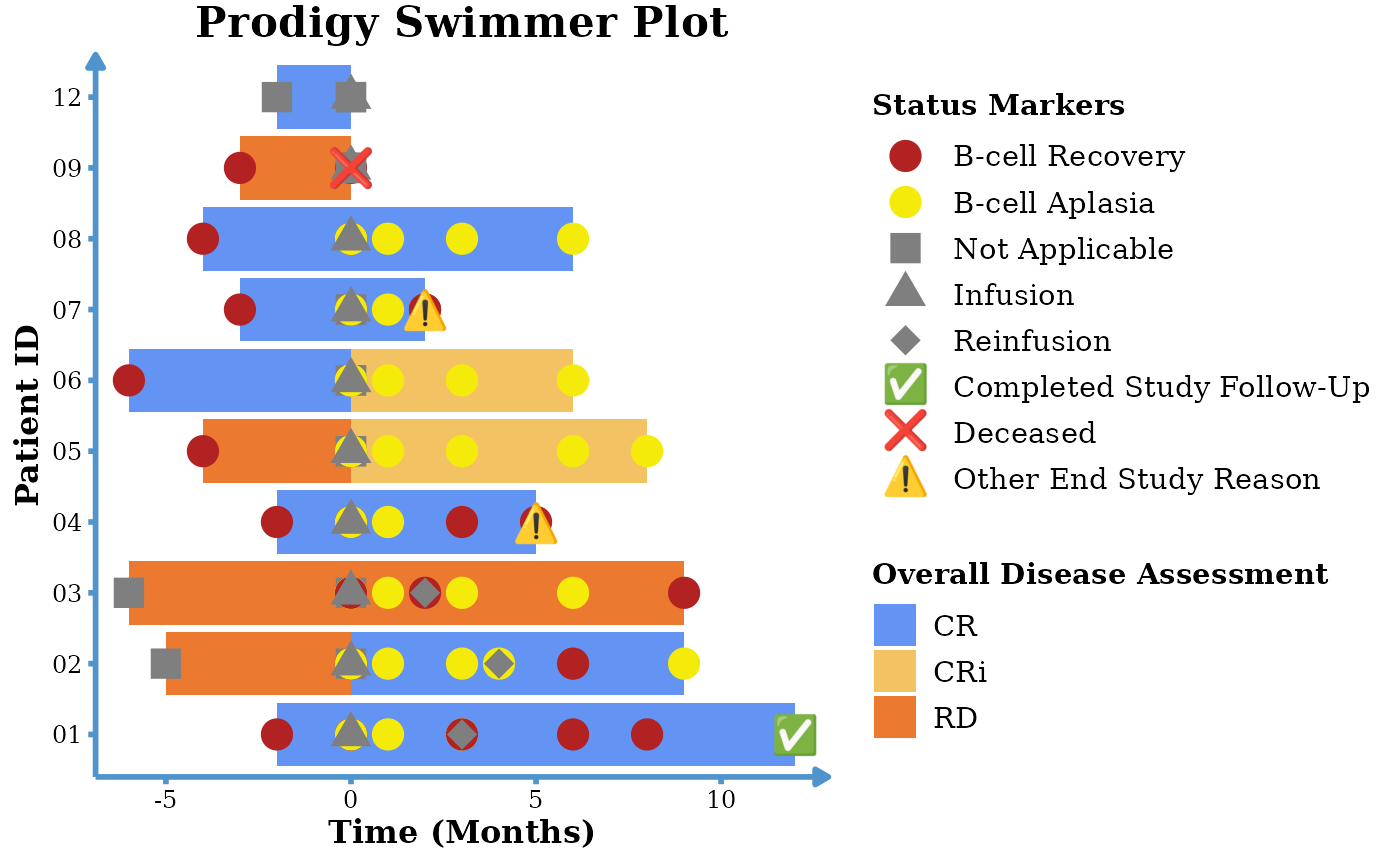 Prodigy Swimmer Plot
Patient ID
12
09
08
07
06
05
04
03
02
01
-5 0 5 10
Time (Months)
Status Markers
B-cell Recovery
B-cell Aplasia
Not Applicable
Infusion
Reinfusion
Completed Study Follow-Up
Deceased
Other End Study Reason
Overall Disease Assessment
CR
CRi
RD